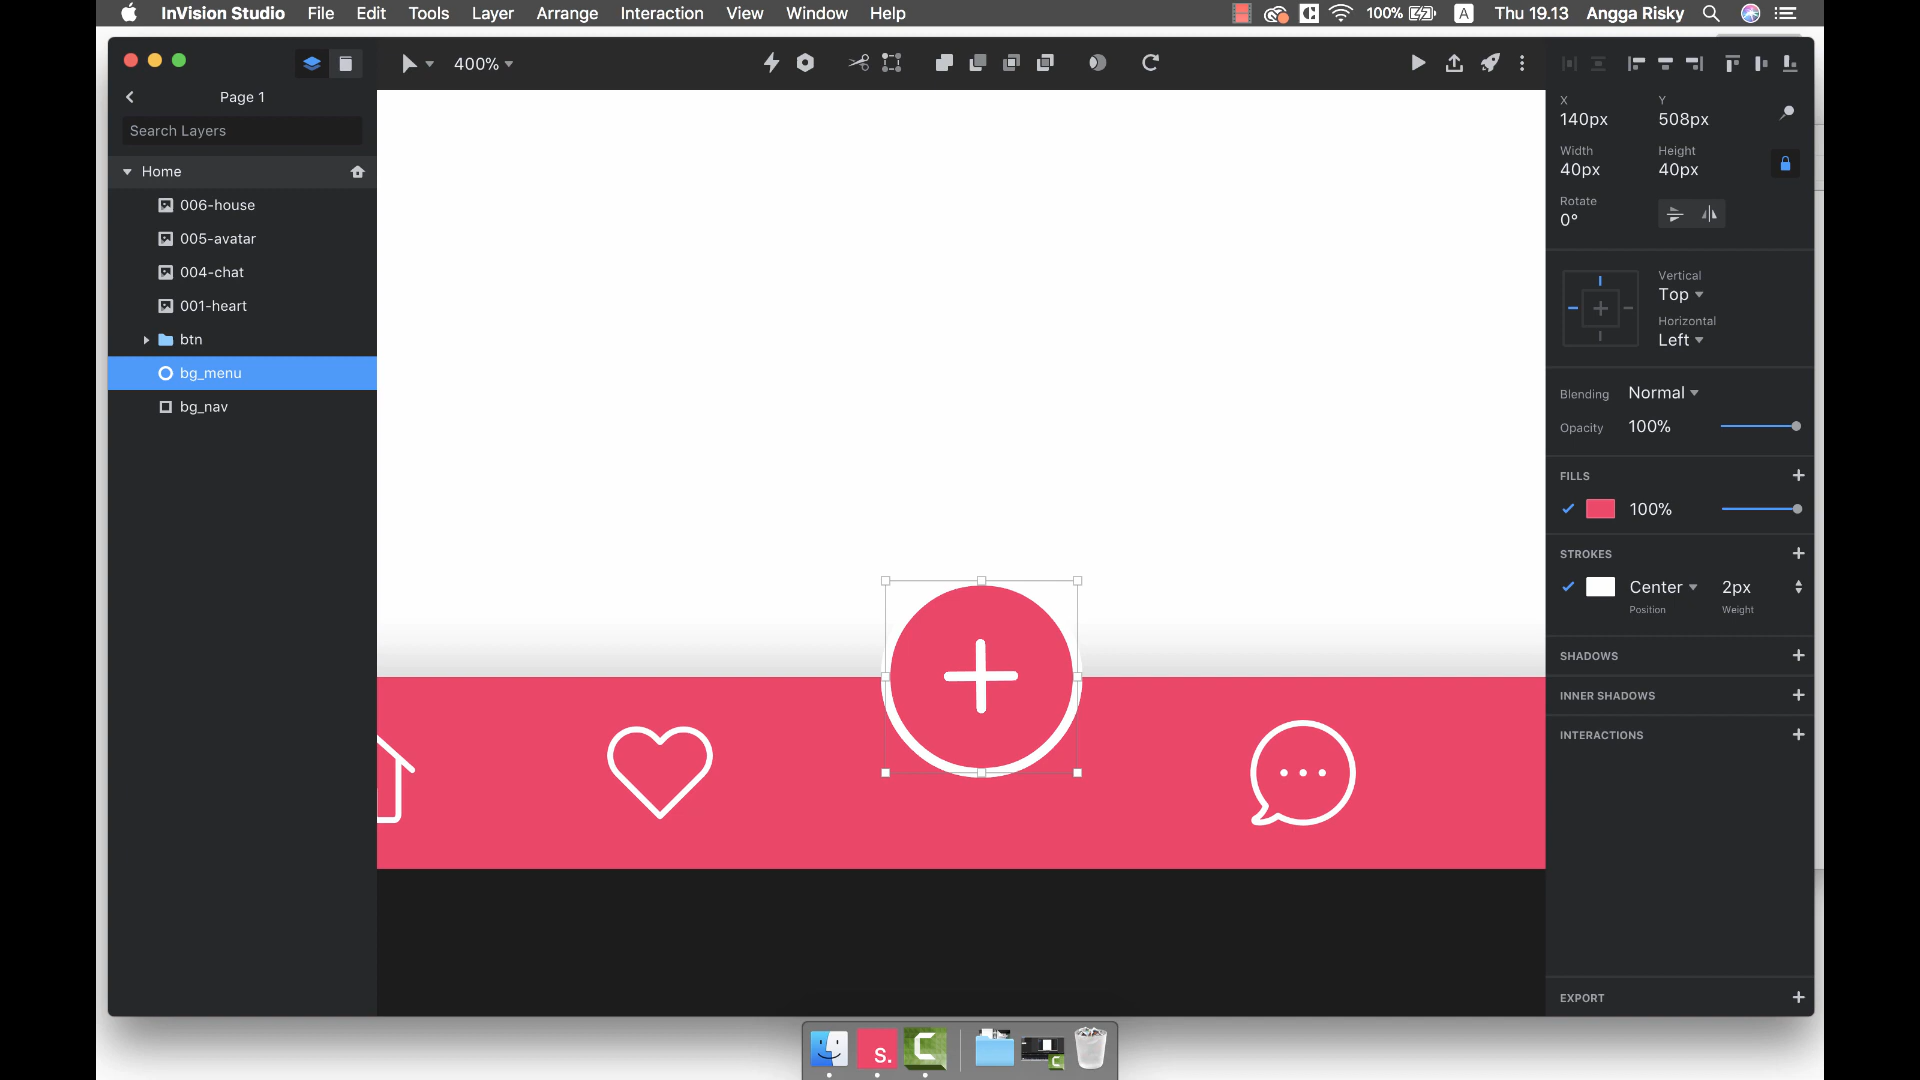 InVision Studio File Edit Tools Layer Arrange Interaction View Window Help 100% A Thu 19.13 Angga Risky
400%
Page 1
Search Layers
Home
006-house
005-avatar
004-chat
001-heart
btn
bg_menu
bg_nav
X Y
140px 508px
Width Height
40px 40px
Rotate
0°
Vertical
Top
Horizontal
Left
Blending Normal
Opacity 100%
FILLS
100%
STROKES
Center 2px
Position Weight
SHADOWS
INNER SHADOWS
INTERACTIONS
EXPORT
s.